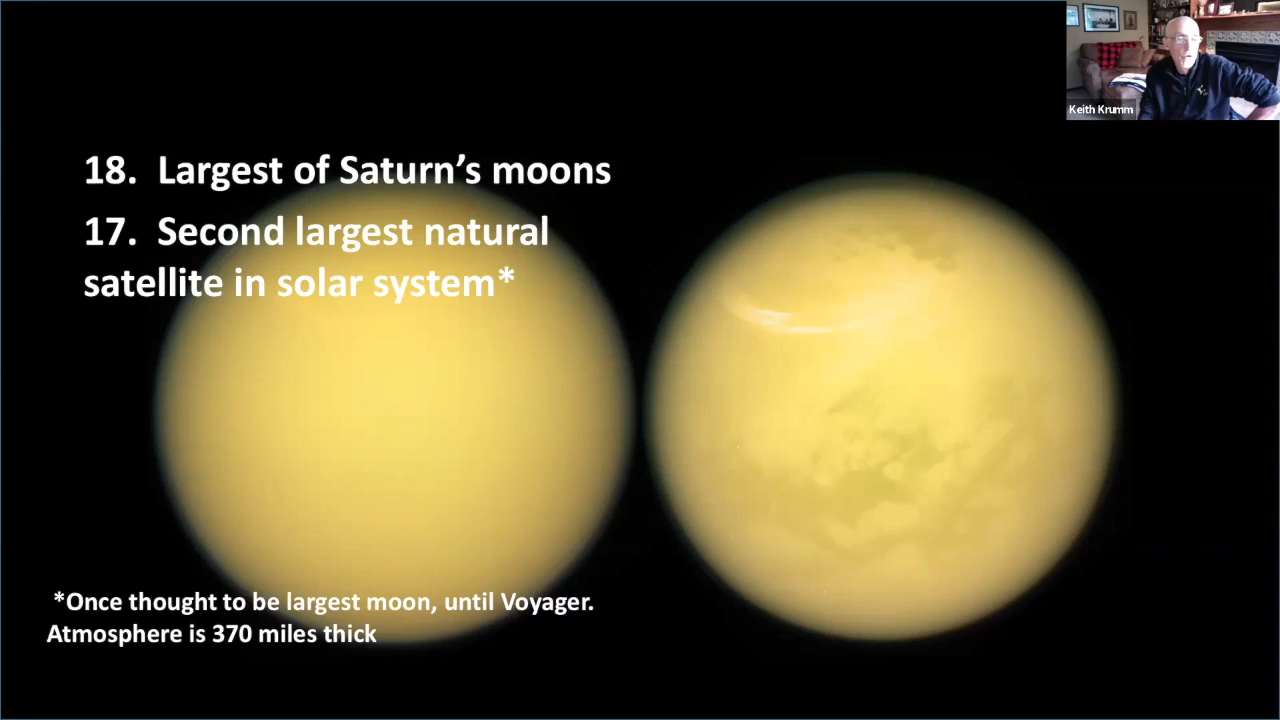 Keith Krumm
18. Largest of Saturn’s moons
17. Second largest natural
satellite in solar system*
*Once thought to be largest moon, until Voyager.
Atmosphere is 370 miles thick